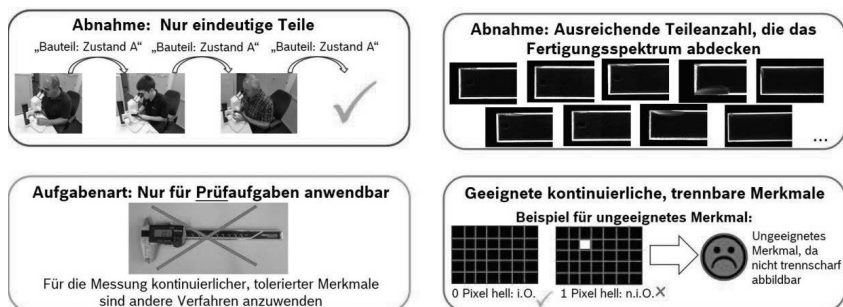 Abnahme: Nur eindeutige Teile
„Bauteil: Zustand A“ „Bauteil: Zustand A“ „Bauteil: Zustand A“
Abnahme: Ausreichende Teileanzahl, die das
Fertigungsspektrum abdecken
...
Aufgabenart: Nur für Prüfaufgaben anwendbar
Für die Messung kontinuierlicher, tolerierter Merkmale
sind andere Verfahren anzuwenden
Geeignete kontinuierliche, trennbare Merkmale
Beispiel für ungeeignetes Merkmal:
Ungeeignetes
Merkmal, da
nicht trennscharf
abbildbar
0 Pixel hell: i.O. 1 Pixel hell: n.i.O.